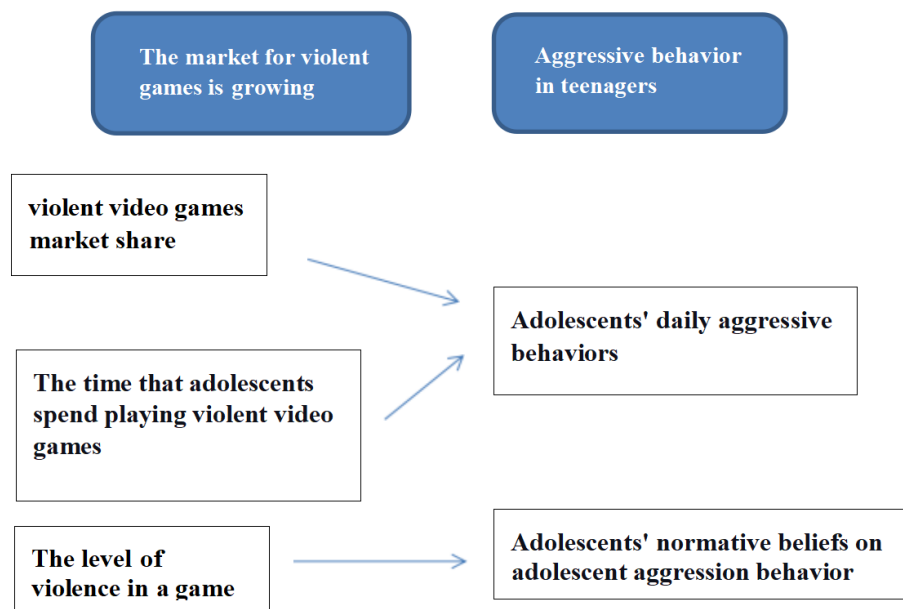 The market for violent
games is growing
Aggressive behavior
in teenagers
violent video games
market share
Adolescents' daily aggressive
behaviors
The time that adolescents
spend playing violent video
games
The level of
violence in a game
Adolescents' normative beliefs on
adolescent aggression behavior